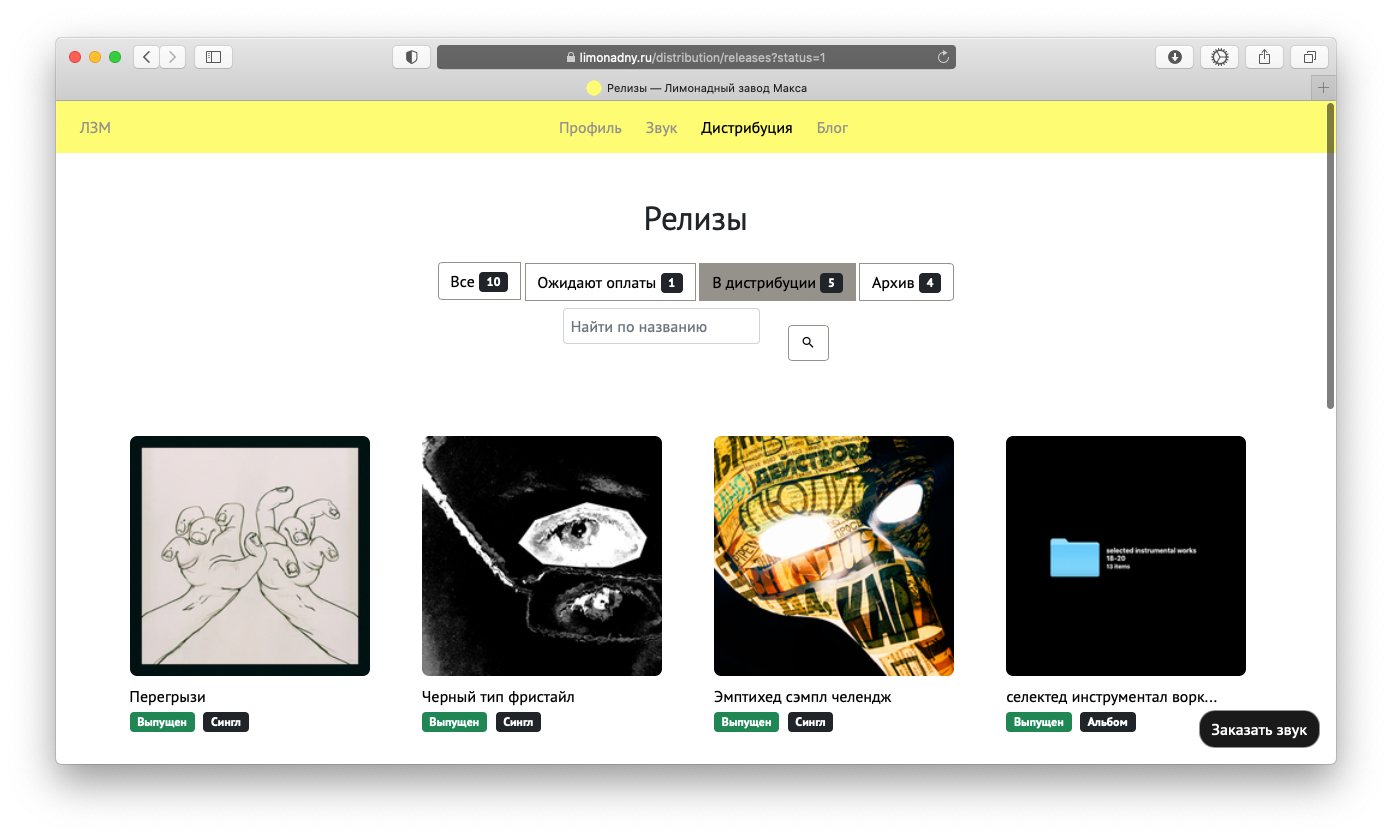 limonadny.ru/distribution/releases?status=1
Релизы — Лимонадный завод Макса
ЛЗМ
Профиль Звук Дистрибуция Блог
Релизы
Все 10 Ожидают оплаты 1 В дистрибуции 5 Архив 4
Найти по названию
ДЕЙСТВОВА
ЛЮДИ
selected instrumental works
18-20
13 items
Перегрызи
Черный тип фристайл
Эмптихед сэмпл челендж
селектед инструментал ворк...
Выпущен Сингл
Выпущен Сингл
Выпущен Сингл
Выпущен Альбом
Заказать звук